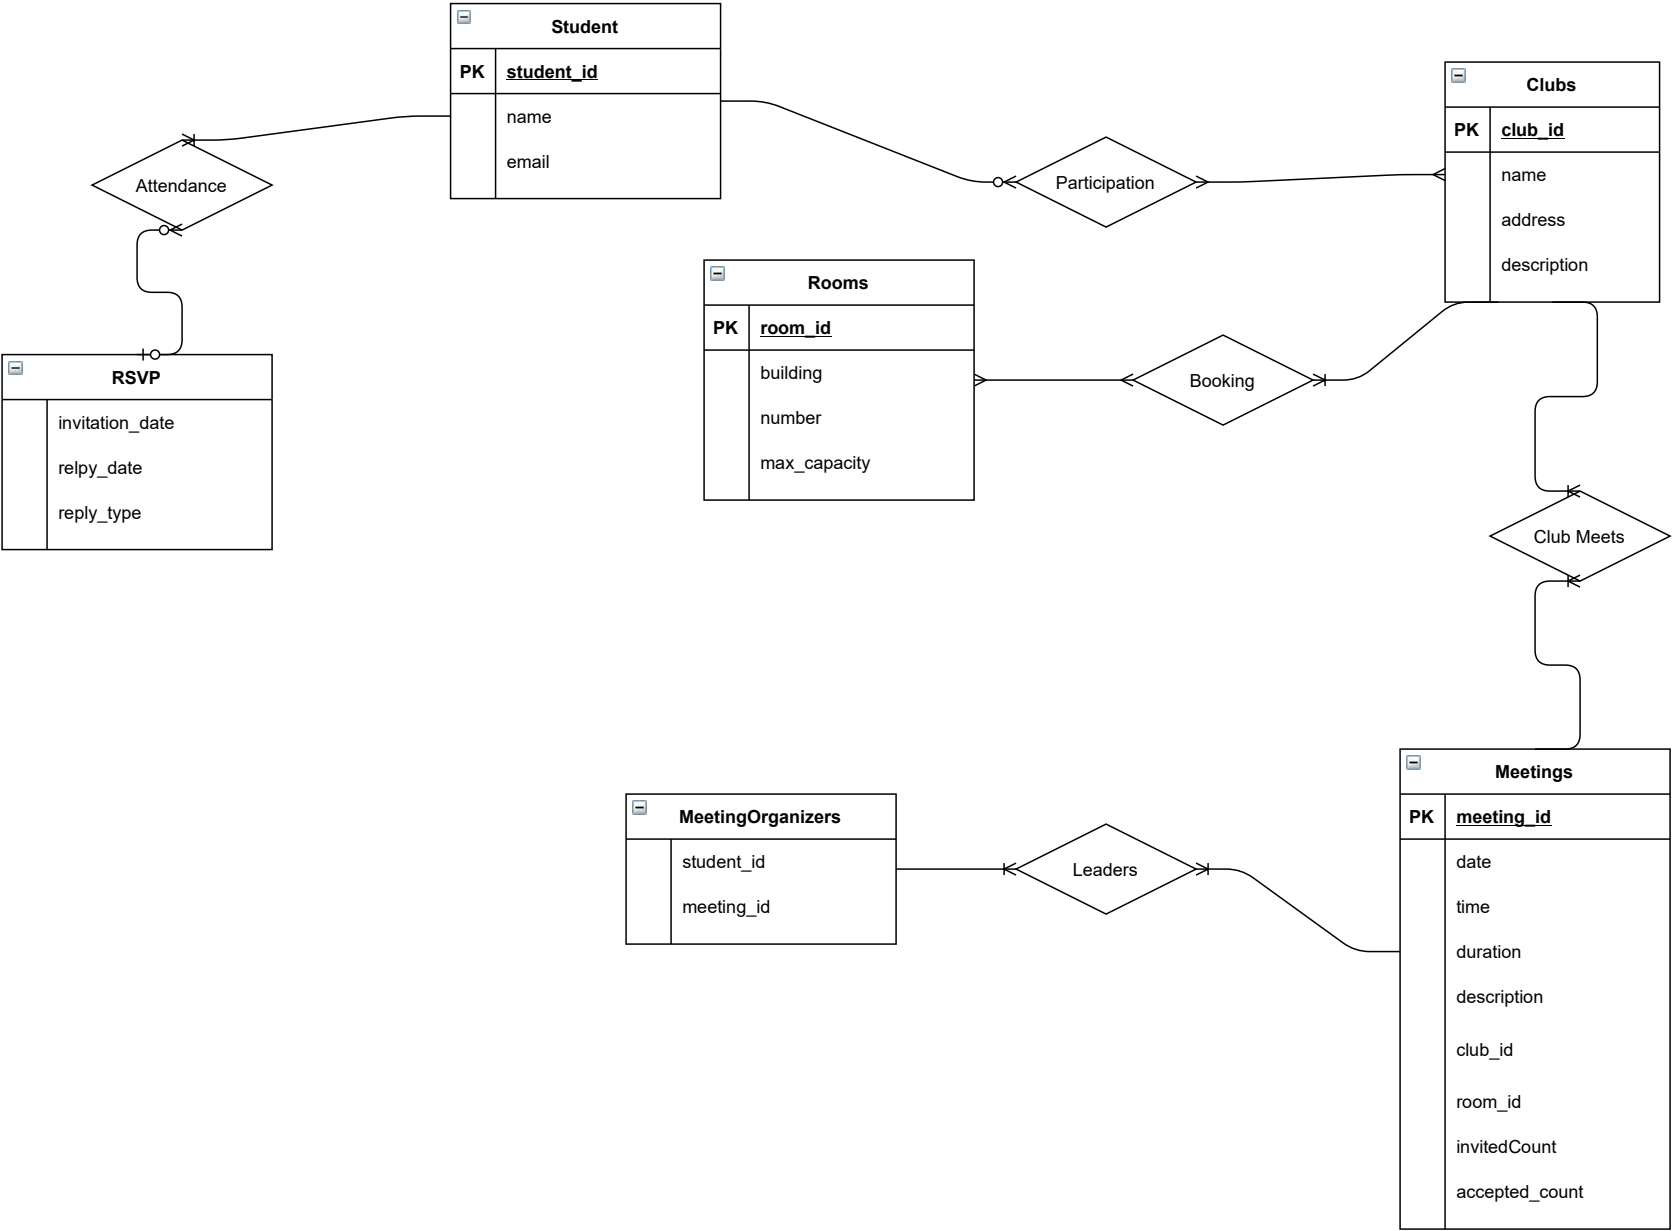 Student
PK student_id
name
email
Clubs
PK club_id
name
address
description
Attendance
Participation
Rooms
PK room_id
building
number
max_capacity
Booking
RSVP
invitation_date
relpy_date
reply_type
Club Meets
MeetingOrganizers
student_id
meeting_id
Leaders
Meetings
PK meeting_id
date
time
duration
description
club_id
room_id
invitedCount
accepted_count